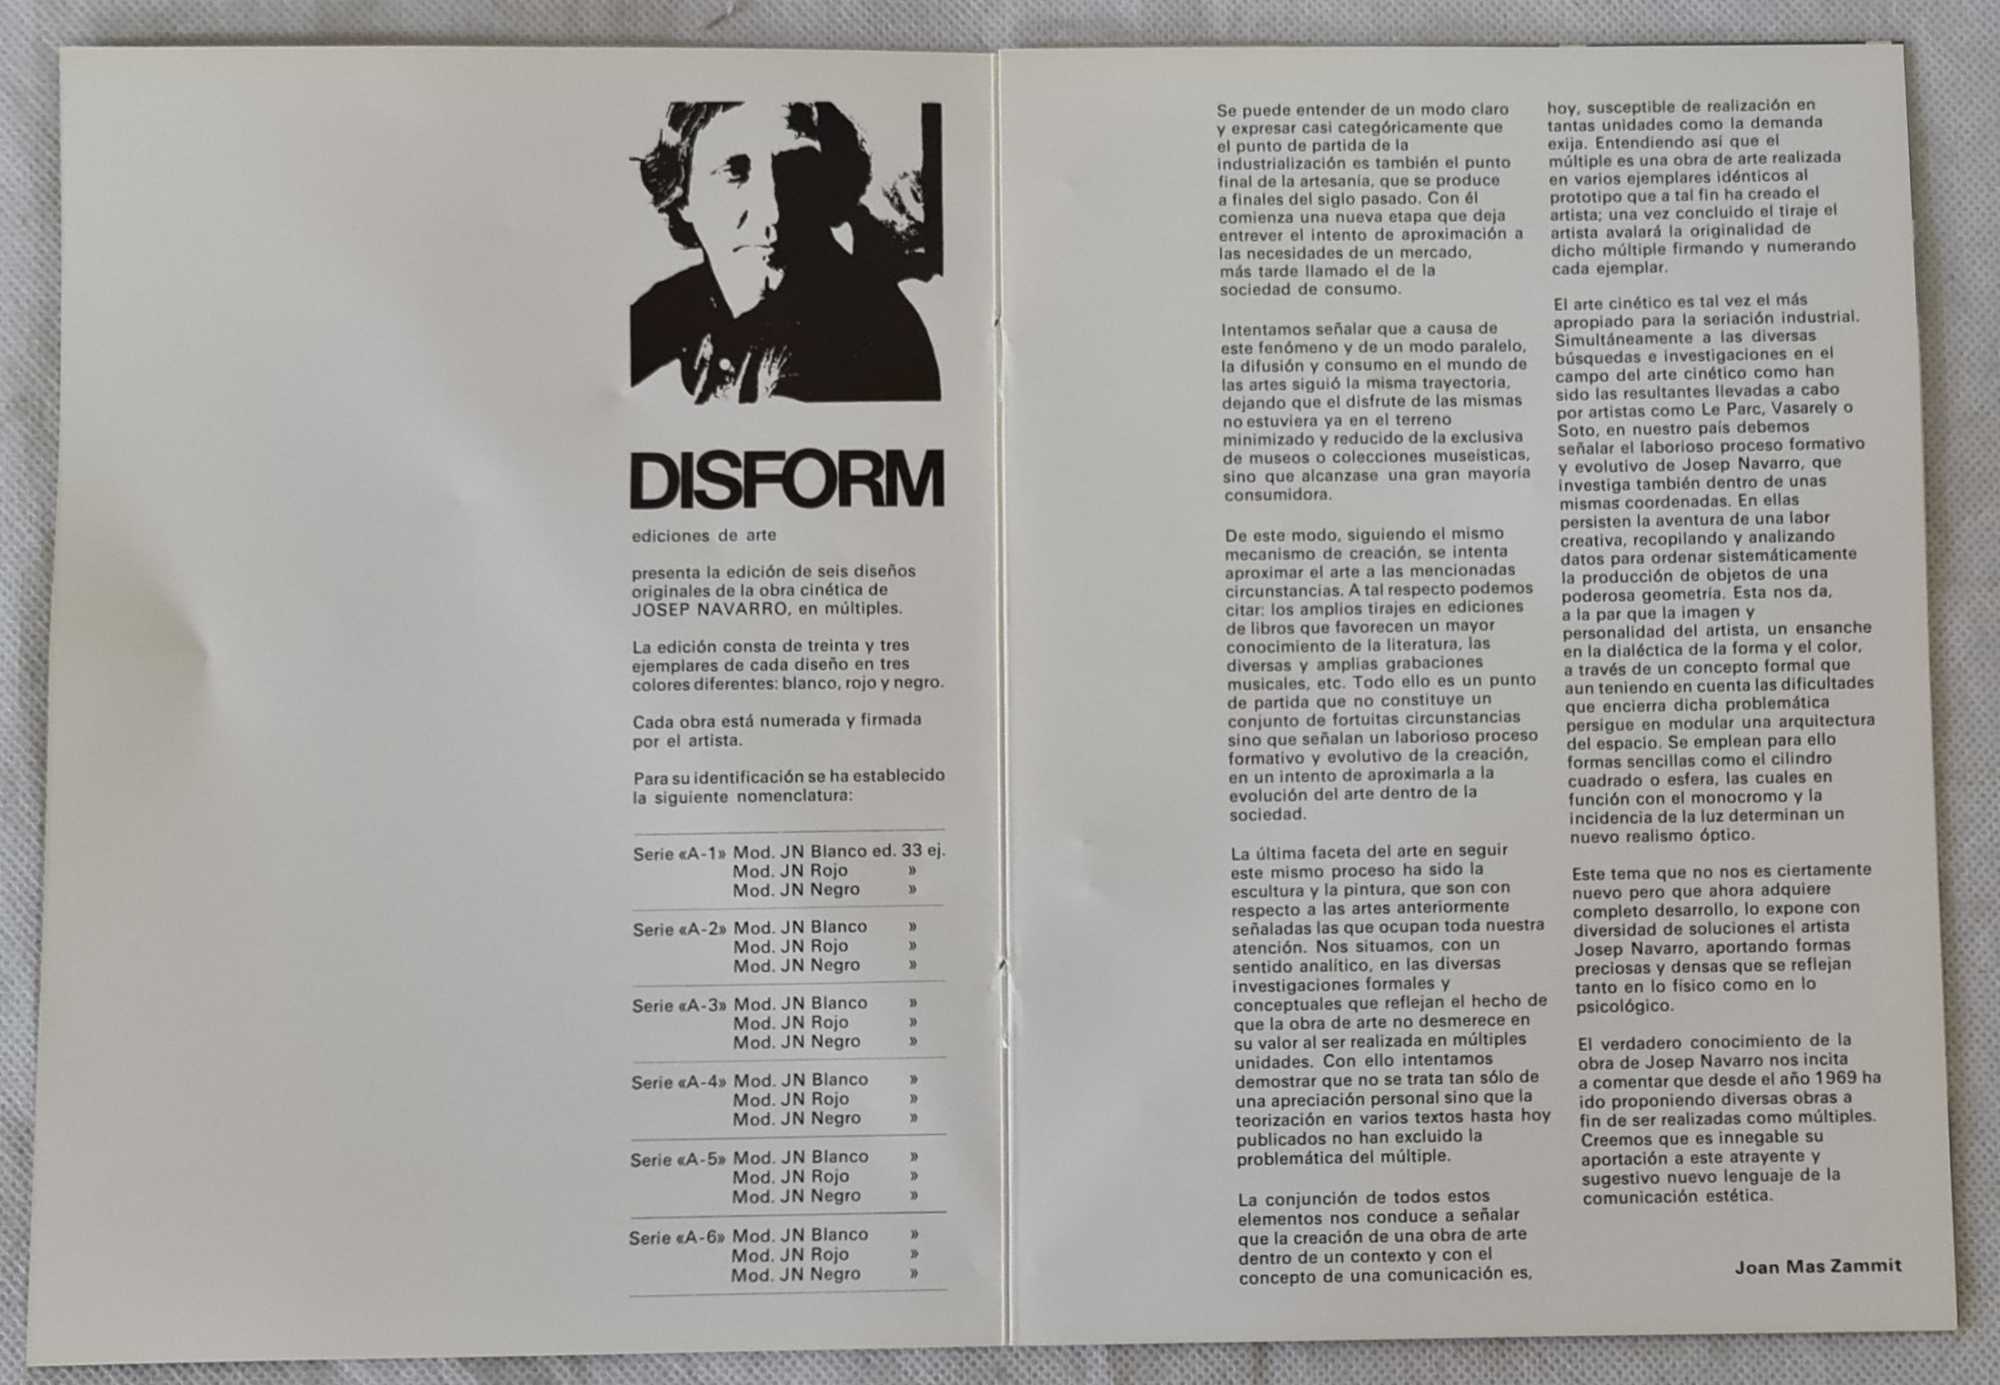 DISFORM
ediciones de arte
presenta la edición de seis diseños
originales de la obra cinética de
JOSEP NAVARRO, en múltiples.
La edición consta de treinta y tres
ejemplares de cada diseño en tres
colores diferentes: blanco, rojo y negro.
Cada obra está numerada y firmada
por el artista.
Para su identificación se ha establecido
la siguiente nomenclatura:
Serie «A-1» Mod. JN Blanco ed. 33 ej.
Mod. JN Rojo »
Mod. JN Negro »
Serie «A-2» Mod. JN Blanco »
Mod. JN Rojo »
Mod. JN Negro »
Serie «A-3» Mod. JN Blanco »
Mod. JN Rojo »
Mod. JN Negro »
Serie «A-4» Mod. JN Blanco »
Mod. JN Rojo »
Mod. JN Negro »
Serie «A-5» Mod. JN Blanco »
Mod. JN Rojo »
Mod. JN Negro »
Serie «A-6» Mod. JN Blanco »
Mod. JN Rojo »
Mod. JN Negro »
Se puede entender de un modo claro
y expresar casi categóricamente que
el punto de partida de la
industrialización es también el punto
final de la artesanía, que se produce
a finales del siglo pasado. Con él
comienza una nueva etapa que deja
entrever el intento de aproximación a
las necesidades de un mercado,
más tarde llamado el de la
sociedad de consumo.
Intentamos señalar que a causa de
este fenómeno y de un modo paralelo,
la difusión y consumo en el mundo de
las artes siguió la misma trayectoria,
dejando que el disfrute de las mismas
no estuviera ya en el terreno
minimizado y reducido de la exclusiva
de museos o colecciones museísticas,
sino que alcanzase una gran mayoría
consumidora.
De este modo, siguiendo el mismo
mecanismo de creación, se intenta
aproximar el arte a las mencionadas
circunstancias. A tal respecto podemos
citar: los amplios tirajes en ediciones
de libros que favorecen un mayor
conocimiento de la literatura, las
diversas y amplias grabaciones
musicales, etc. Todo ello es un punto
de partida que no constituye un
conjunto de fortuitas circunstancias
sino que señalan un laborioso proceso
formativo y evolutivo de la creación,
en un intento de aproximarla a la
evolución del arte dentro de la
sociedad.
La última faceta del arte en seguir
este mismo proceso ha sido la
escultura y la pintura, que son con
respecto a las artes anteriormente
señaladas las que ocupan toda nuestra
atención. Nos situamos, con un
sentido analítico, en las diversas
investigaciones formales y
conceptuales que reflejan el hecho de
que la obra de arte no desmerece en
su valor al ser realizada en múltiples
unidades. Con ello intentamos
demostrar que no se trata tan sólo de
una apreciación personal sino que la
teorización en varios textos hasta hoy
publicados no han excluido la
problemática del múltiple.
La conjunción de todos estos
elementos nos conduce a señalar
que la creación de una obra de arte
dentro de un contexto y con el
concepto de una comunicación es,
hoy, susceptible de realización en
tantas unidades como la demanda
exija. Entendiendo así que el
múltiple es una obra de arte realizada
en varios ejemplares idénticos al
prototipo que a tal fin ha creado el
artista; una vez concluido el tiraje el
artista avalará la originalidad de
dicho múltiple firmando y numerando
cada ejemplar.
El arte cinético es tal vez el más
apropiado para la seriación industrial.
Simultáneamente a las diversas
búsquedas e investigaciones en el
campo del arte cinético como han
sido las resultantes llevadas a cabo
por artistas como Le Parc, Vasarely o
Soto, en nuestro país debemos
señalar el laborioso proceso formativo
y evolutivo de Josep Navarro, que
investiga también dentro de unas
mismas coordenadas. En ellas
persisten la aventura de una labor
creativa, recopilando y analizando
datos para ordenar sistemáticamente
la producción de objetos de una
poderosa geometría. Esta nos da,
a la par que la imagen y
personalidad del artista, un ensanche
en la dialéctica de la forma y el color,
a través de un concepto formal que
aun teniendo en cuenta las dificultades
que encierra dicha problemática
persigue en modular una arquitectura
del espacio. Se emplean para ello
formas sencillas como el cilindro
cuadrado o esfera, las cuales en
función con el monocromo y la
incidencia de la luz determinan un
nuevo realismo óptico.
Este tema que no nos es ciertamente
nuevo pero que ahora adquiere
completo desarrollo, lo expone con
diversidad de soluciones el artista
Josep Navarro, aportando formas
preciosas y densas que se reflejan
tanto en lo físico como en lo
psicológico.
El verdadero conocimiento de la
obra de Josep Navarro nos incita
a comentar que desde el año 1969 ha
ido proponiendo diversas obras a
fin de ser realizadas como múltiples.
Creemos que es innegable su
aportación a este atrayente y
sugestivo nuevo lenguaje de la
comunicación estética.
Joan Mas Zammit